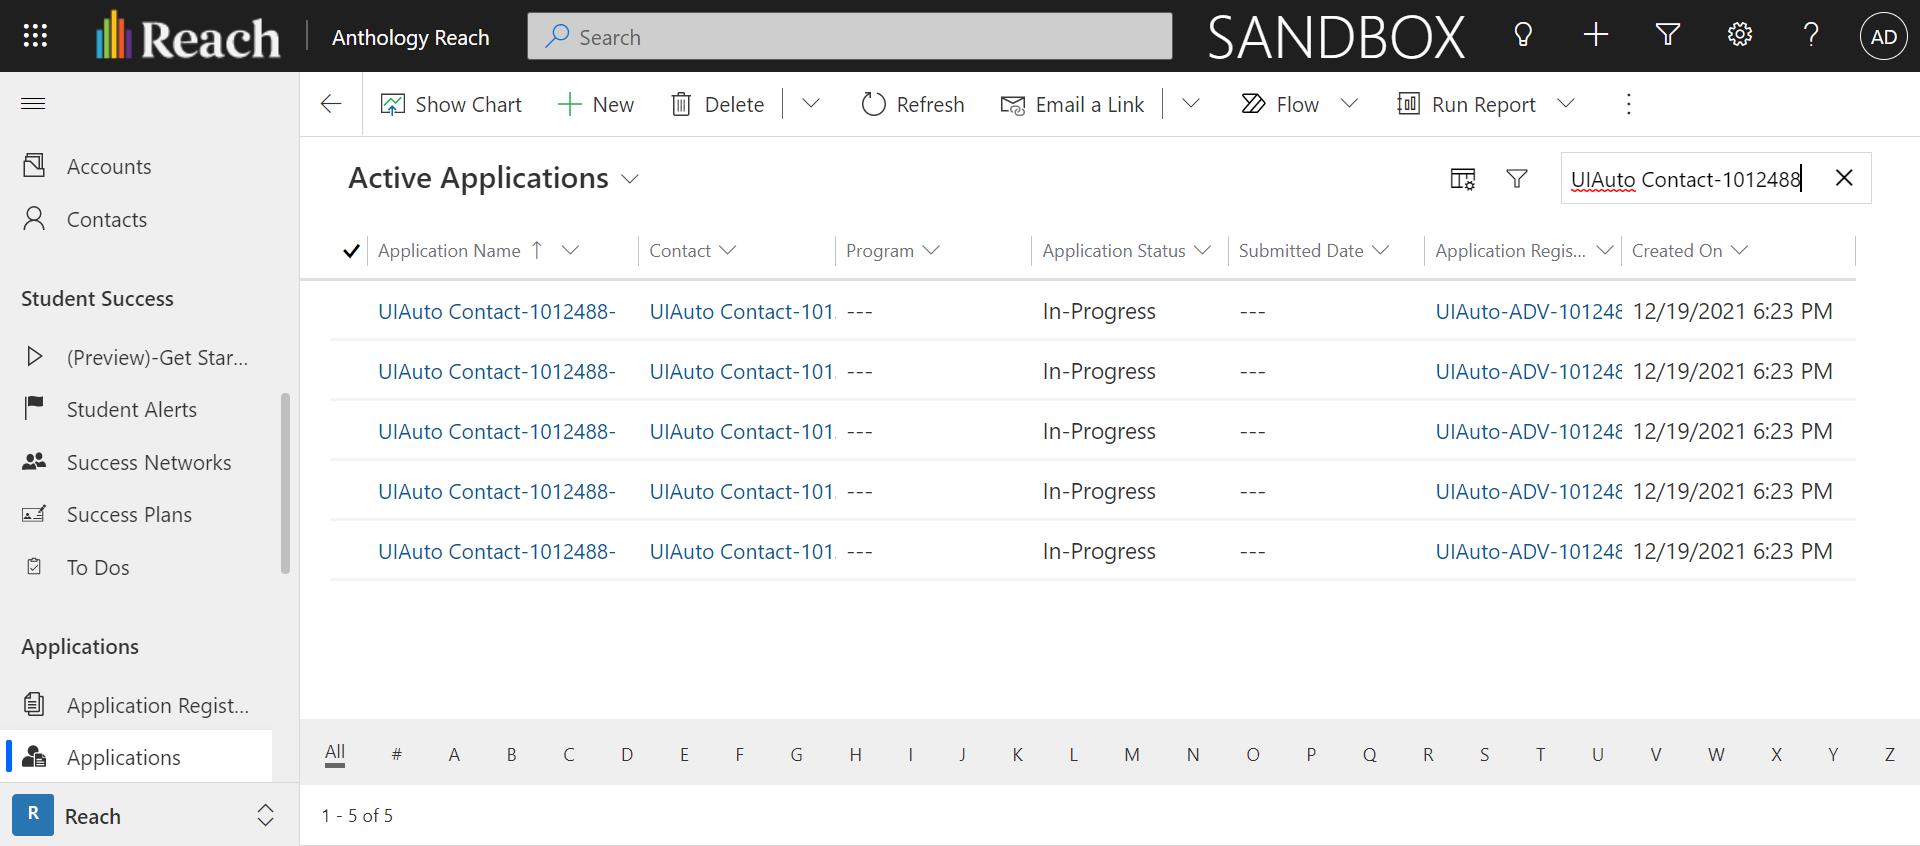 Reach
Anthology Reach
Search
SANDBOX
?
AD
Show Chart
New
Delete
Refresh
Email a Link
Flow
Run Report
Accounts
Contacts
Student Success
(Preview)-Get Star...
Student Alerts
Success Networks
Success Plans
To Dos
Applications
Application Regist...
Applications
R
Reach
Active Applications
UIAuto Contact-1012488
Application Name Contact Program Application Status Submitted Date Application Regis... Created On
UIAuto Contact-1012488- UIAuto Contact-101. --- In-Progress --- UIAuto-ADV-101248 12/19/2021 6:23 PM
UIAuto Contact-1012488- UIAuto Contact-101. --- In-Progress --- UIAuto-ADV-101248 12/19/2021 6:23 PM
UIAuto Contact-1012488- UIAuto Contact-101. --- In-Progress --- UIAuto-ADV-101248 12/19/2021 6:23 PM
UIAuto Contact-1012488- UIAuto Contact-101. --- In-Progress --- UIAuto-ADV-101248 12/19/2021 6:23 PM
UIAuto Contact-1012488- UIAuto Contact-101. --- In-Progress --- UIAuto-ADV-101248 12/19/2021 6:23 PM
All # A B C D E F G H I J K L M N O P Q R S T U V W X Y Z
1 - 5 of 5